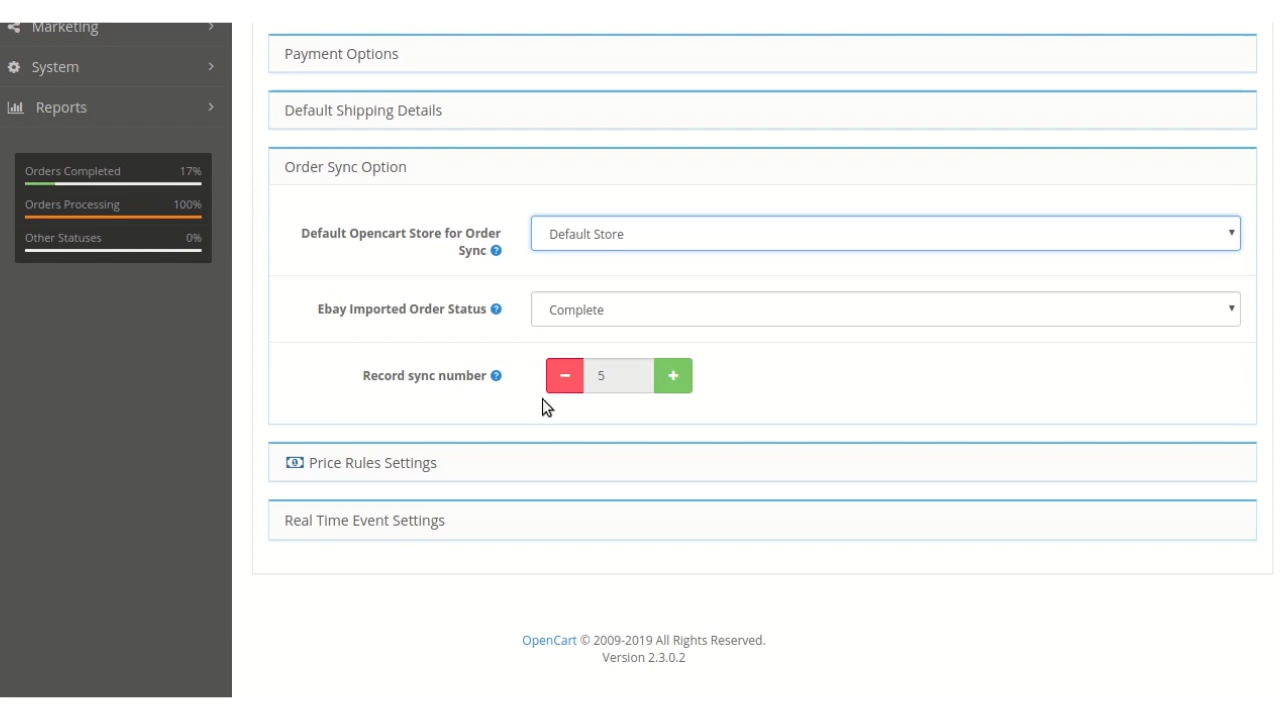 Marketing
System
Reports
Orders Completed 17%
Orders Processing 100%
Other Statuses 0%
Payment Options
Default Shipping Details
Order Sync Option
Default Opencart Store for Order
Sync
Default Store
Ebay Imported Order Status
Complete
Record sync number
5
Price Rules Settings
Real Time Event Settings
OpenCart © 2009-2019 All Rights Reserved.
Version 2.3.0.2